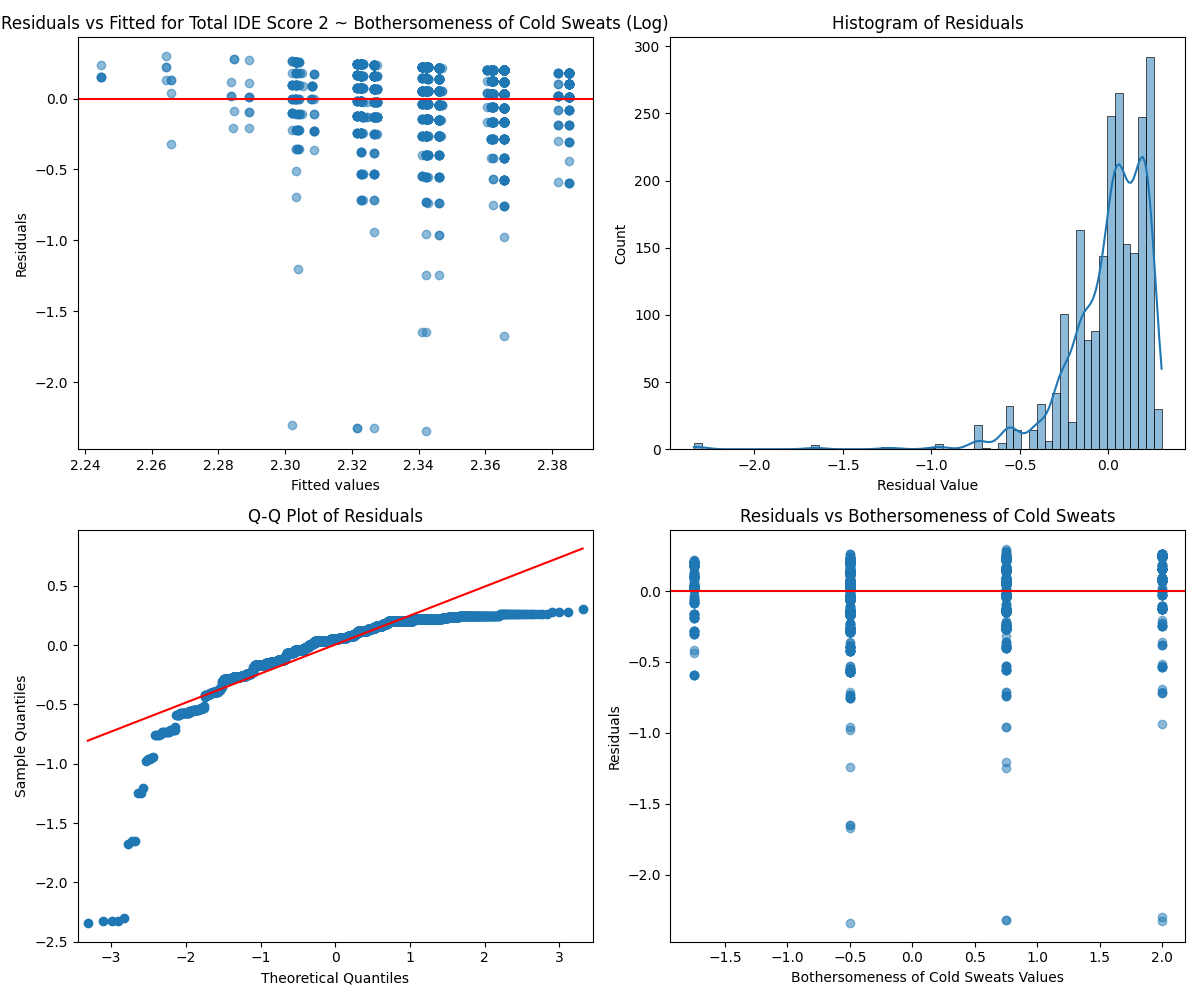 Residuals vs Fitted for Total IDE Score 2 ~ Bothersomeness of Cold Sweats (Log)
0.0
−0.5
−1.0
−1.5
−2.0
Residuals
2.24 2.26 2.28 2.30 2.32 2.34 2.36 2.38
Fitted values
Histogram of Residuals
300
250
200
150
100
50
0
Count
−2.0 −1.5 −1.0 −0.5 0.0
Residual Value
Q-Q Plot of Residuals
0.5
0.0
−0.5
−1.0
−1.5
−2.0
−2.5
Sample Quantiles
−3 −2 −1 0 1 2 3
Theoretical Quantiles
Residuals vs Bothersomeness of Cold Sweats
0.0
−0.5
−1.0
−1.5
−2.0
Residuals
−1.5 −1.0 −0.5 0.0 0.5 1.0 1.5 2.0
Bothersomeness of Cold Sweats Values